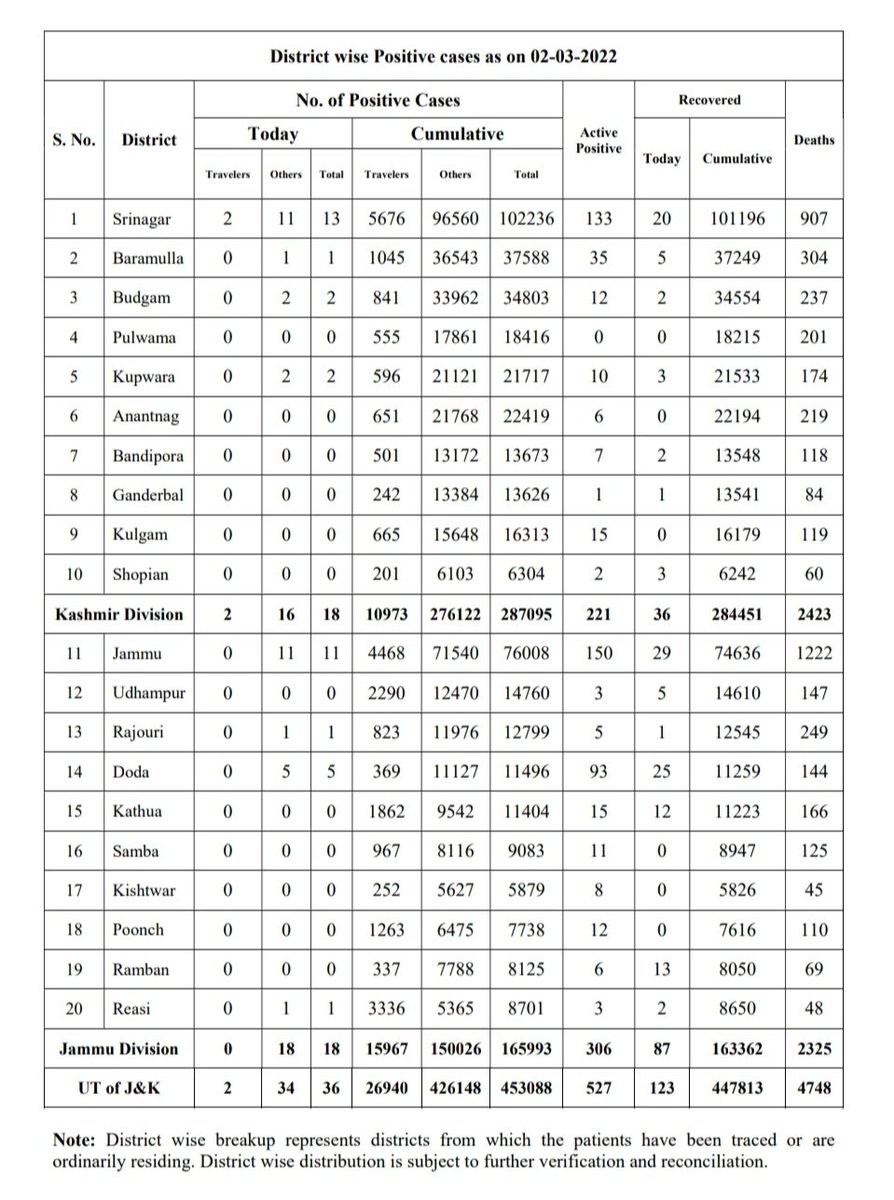 District wise Positive cases as on 02-03-2022
S. No. District No. of Positive Cases Active Positive Recovered Deaths
Today Cumulative Today Cumulative
Travelers Others Total Travelers Others Total
1 Srinagar 2 11 13 5676 96560 102236 133 20 101196 907
2 Baramulla 0 1 1 1045 36543 37588 35 5 37249 304
3 Budgam 0 2 2 841 33962 34803 12 2 34554 237
4 Pulwama 0 0 0 555 17861 18416 0 0 18215 201
5 Kupwara 0 2 2 596 21121 21717 10 3 21533 174
6 Anantnag 0 0 0 651 21768 22419 6 0 22194 219
7 Bandipora 0 0 0 501 13172 13673 7 2 13548 118
8 Ganderbal 0 0 0 242 13384 13626 1 1 13541 84
9 Kulgam 0 0 0 665 15648 16313 15 0 16179 119
10 Shopian 0 0 0 201 6103 6304 2 3 6242 60
Kashmir Division 2 16 18 10973 276122 287095 221 36 284451 2423
11 Jammu 0 11 11 4468 71540 76008 150 29 74636 1222
12 Udhampur 0 0 0 2290 12470 14760 3 5 14610 147
13 Rajouri 0 1 1 823 11976 12799 5 1 12545 249
14 Doda 0 5 5 369 11127 11496 93 25 11259 144
15 Kathua 0 0 0 1862 9542 11404 15 12 11223 166
16 Samba 0 0 0 967 8116 9083 11 0 8947 125
17 Kishtwar 0 0 0 252 5627 5879 8 0 5826 45
18 Poonch 0 0 0 1263 6475 7738 12 0 7616 110
19 Ramban 0 0 0 337 7788 8125 6 13 8050 69
20 Reasi 0 1 1 3336 5365 8701 3 2 8650 48
Jammu Division 0 18 18 15967 150026 165993 306 87 163362 2325
UT of J&K 2 34 36 26940 426148 453088 527 123 447813 4748
Note: District wise breakup represents districts from which the patients have been traced or are
ordinarily residing. District wise distribution is subject to further verification and reconciliation.